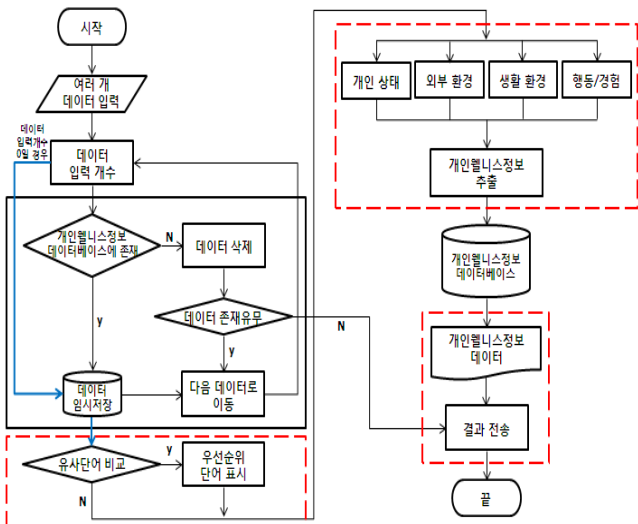 시작
여러 개
데이터 입력
데이터
입력개수
0일 경우
데이터
입력 개수
개인웰니스정보
데이터베이스에 존재
N
데이터 삭제
y
데이터 존재유무
N
y
데이터
임시저장
다음 데이터로
이동
유사단어 비교
y
우선순위
단어 표시
N
개인 상태
외부 환경
생활 환경
행동/경험
개인웰니스정보
추출
개인웰니스정보
데이터베이스
개인웰니스정보
데이터
결과 전송
끝